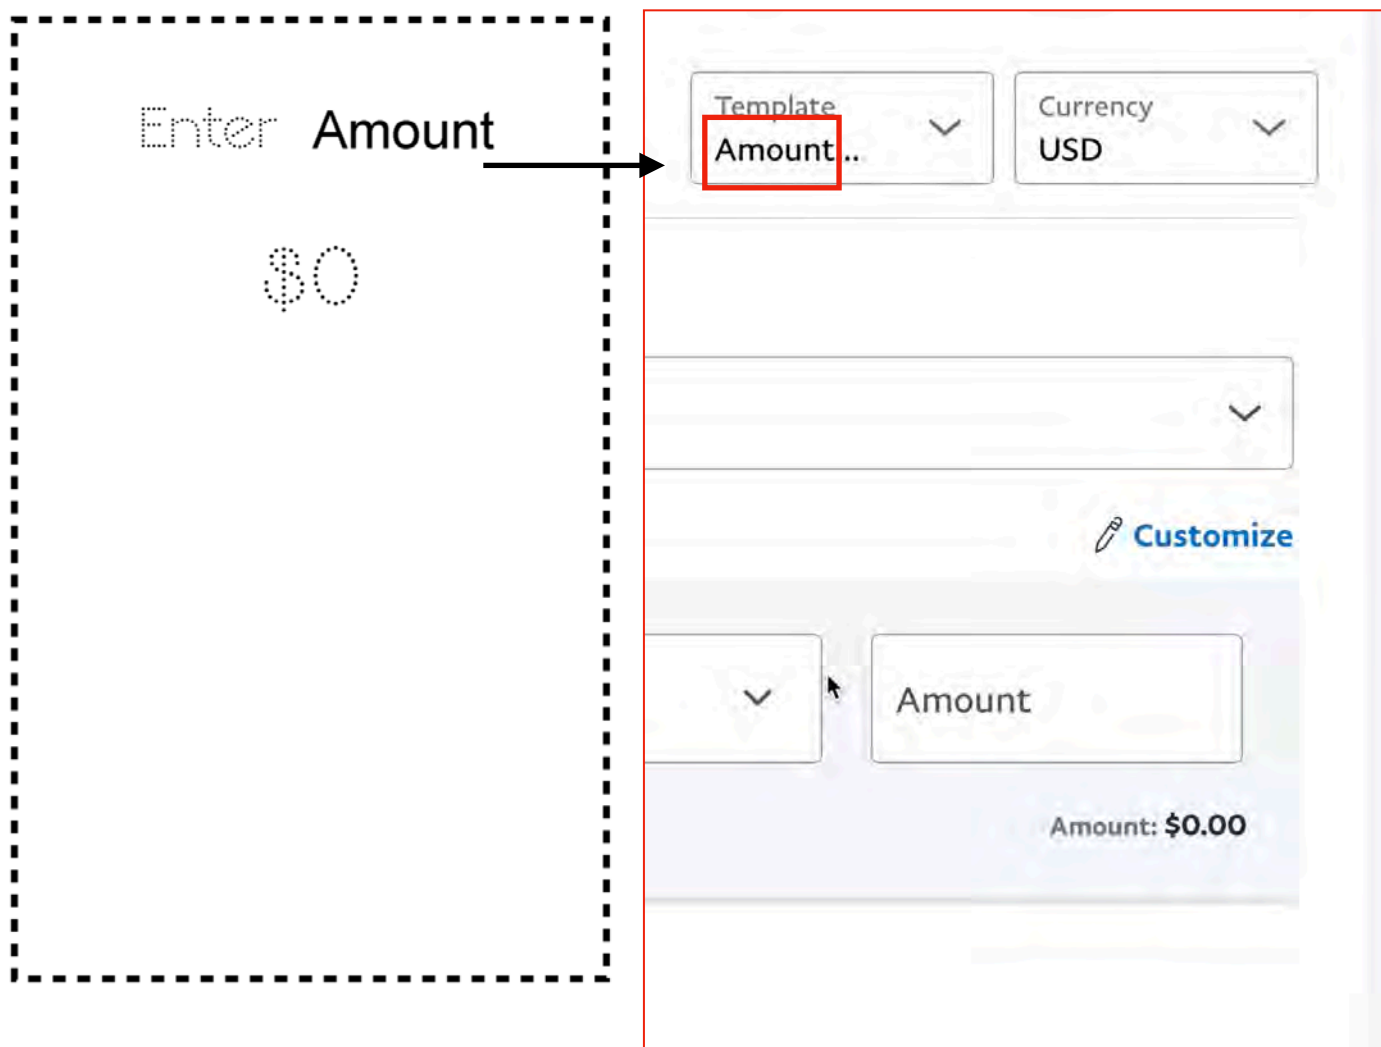 Enter Amount
$0
Template
Amount...
Currency
USD
Customize
Amount
Amount: $0.00